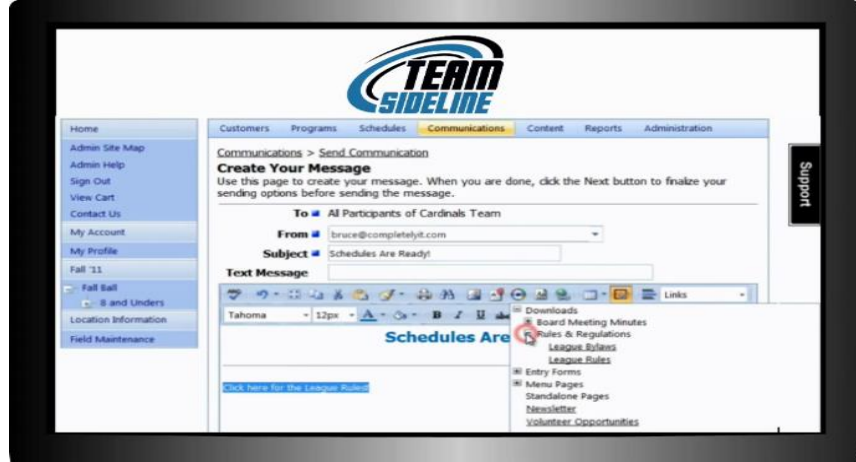 TEAM
SIDELINE
Home
Admin Site Map
Admin Help
Sign Out
View Cart
Contact Us
My Account
My Profile
Fall '11
Fall Ball
8 and Unders
Location Information
Field Maintenance
Customers Programs Schedules Communications Content Reports Administration
Communications > Send Communication
Create Your Message
Use this page to create your message. When you are done, click the Next button to finalize your
sending options before sending the message.
To All Participants of Cardinals Team
From bruce@completelyit.com
Subject Schedules Are Ready!
Text Message
Links
Tahoma 12px A B I U
Schedules Are
Click here for the League Rules!
Downloads
Board Meeting Minutes
Rules & Regulations
League Bylaws
League Rules
Entry Forms
Menu Pages
Standalone Pages
Newsletter
Volunteer Opportunities
Support